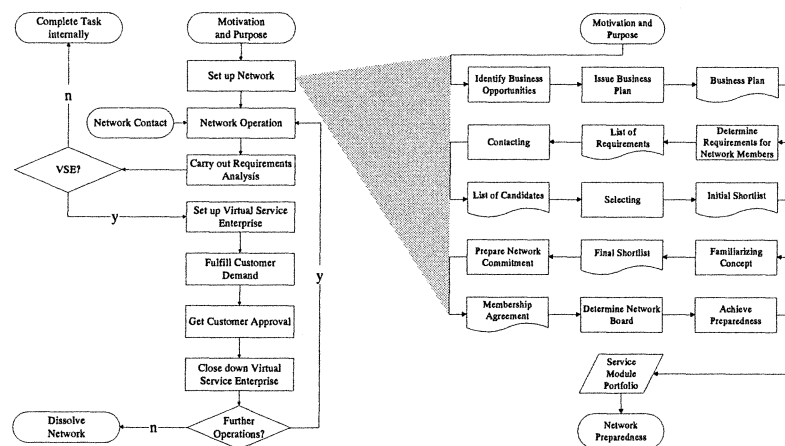 Complete Task
internally
Motivation
and Purpose
Set up Network
n
Network Contact
Network Operation
Carry out Requirements
Analysis
VSE?
y
Set up Virtual Service
Enterprise
Fulfill Customer
Demand
y
Get Customer Approval
Close down Virtual
Service Enterprise
Dissolve
Network
n
Further
Operations?
Motivation and
Purpose
Identify Business
Opportunities
Issue Business
Plan
Business Plan
Contacting
List of
Requirements
Determine
Requirements for
Network Members
List of Candidates
Selecting
Initial Shortlist
Prepare Network
Commitment
Final Shortlist
Familiarizing
Concept
Membership
Agreement
Determine Network
Board
Achieve
Preparedness
Service
Module
Portfolio
Network
Preparedness